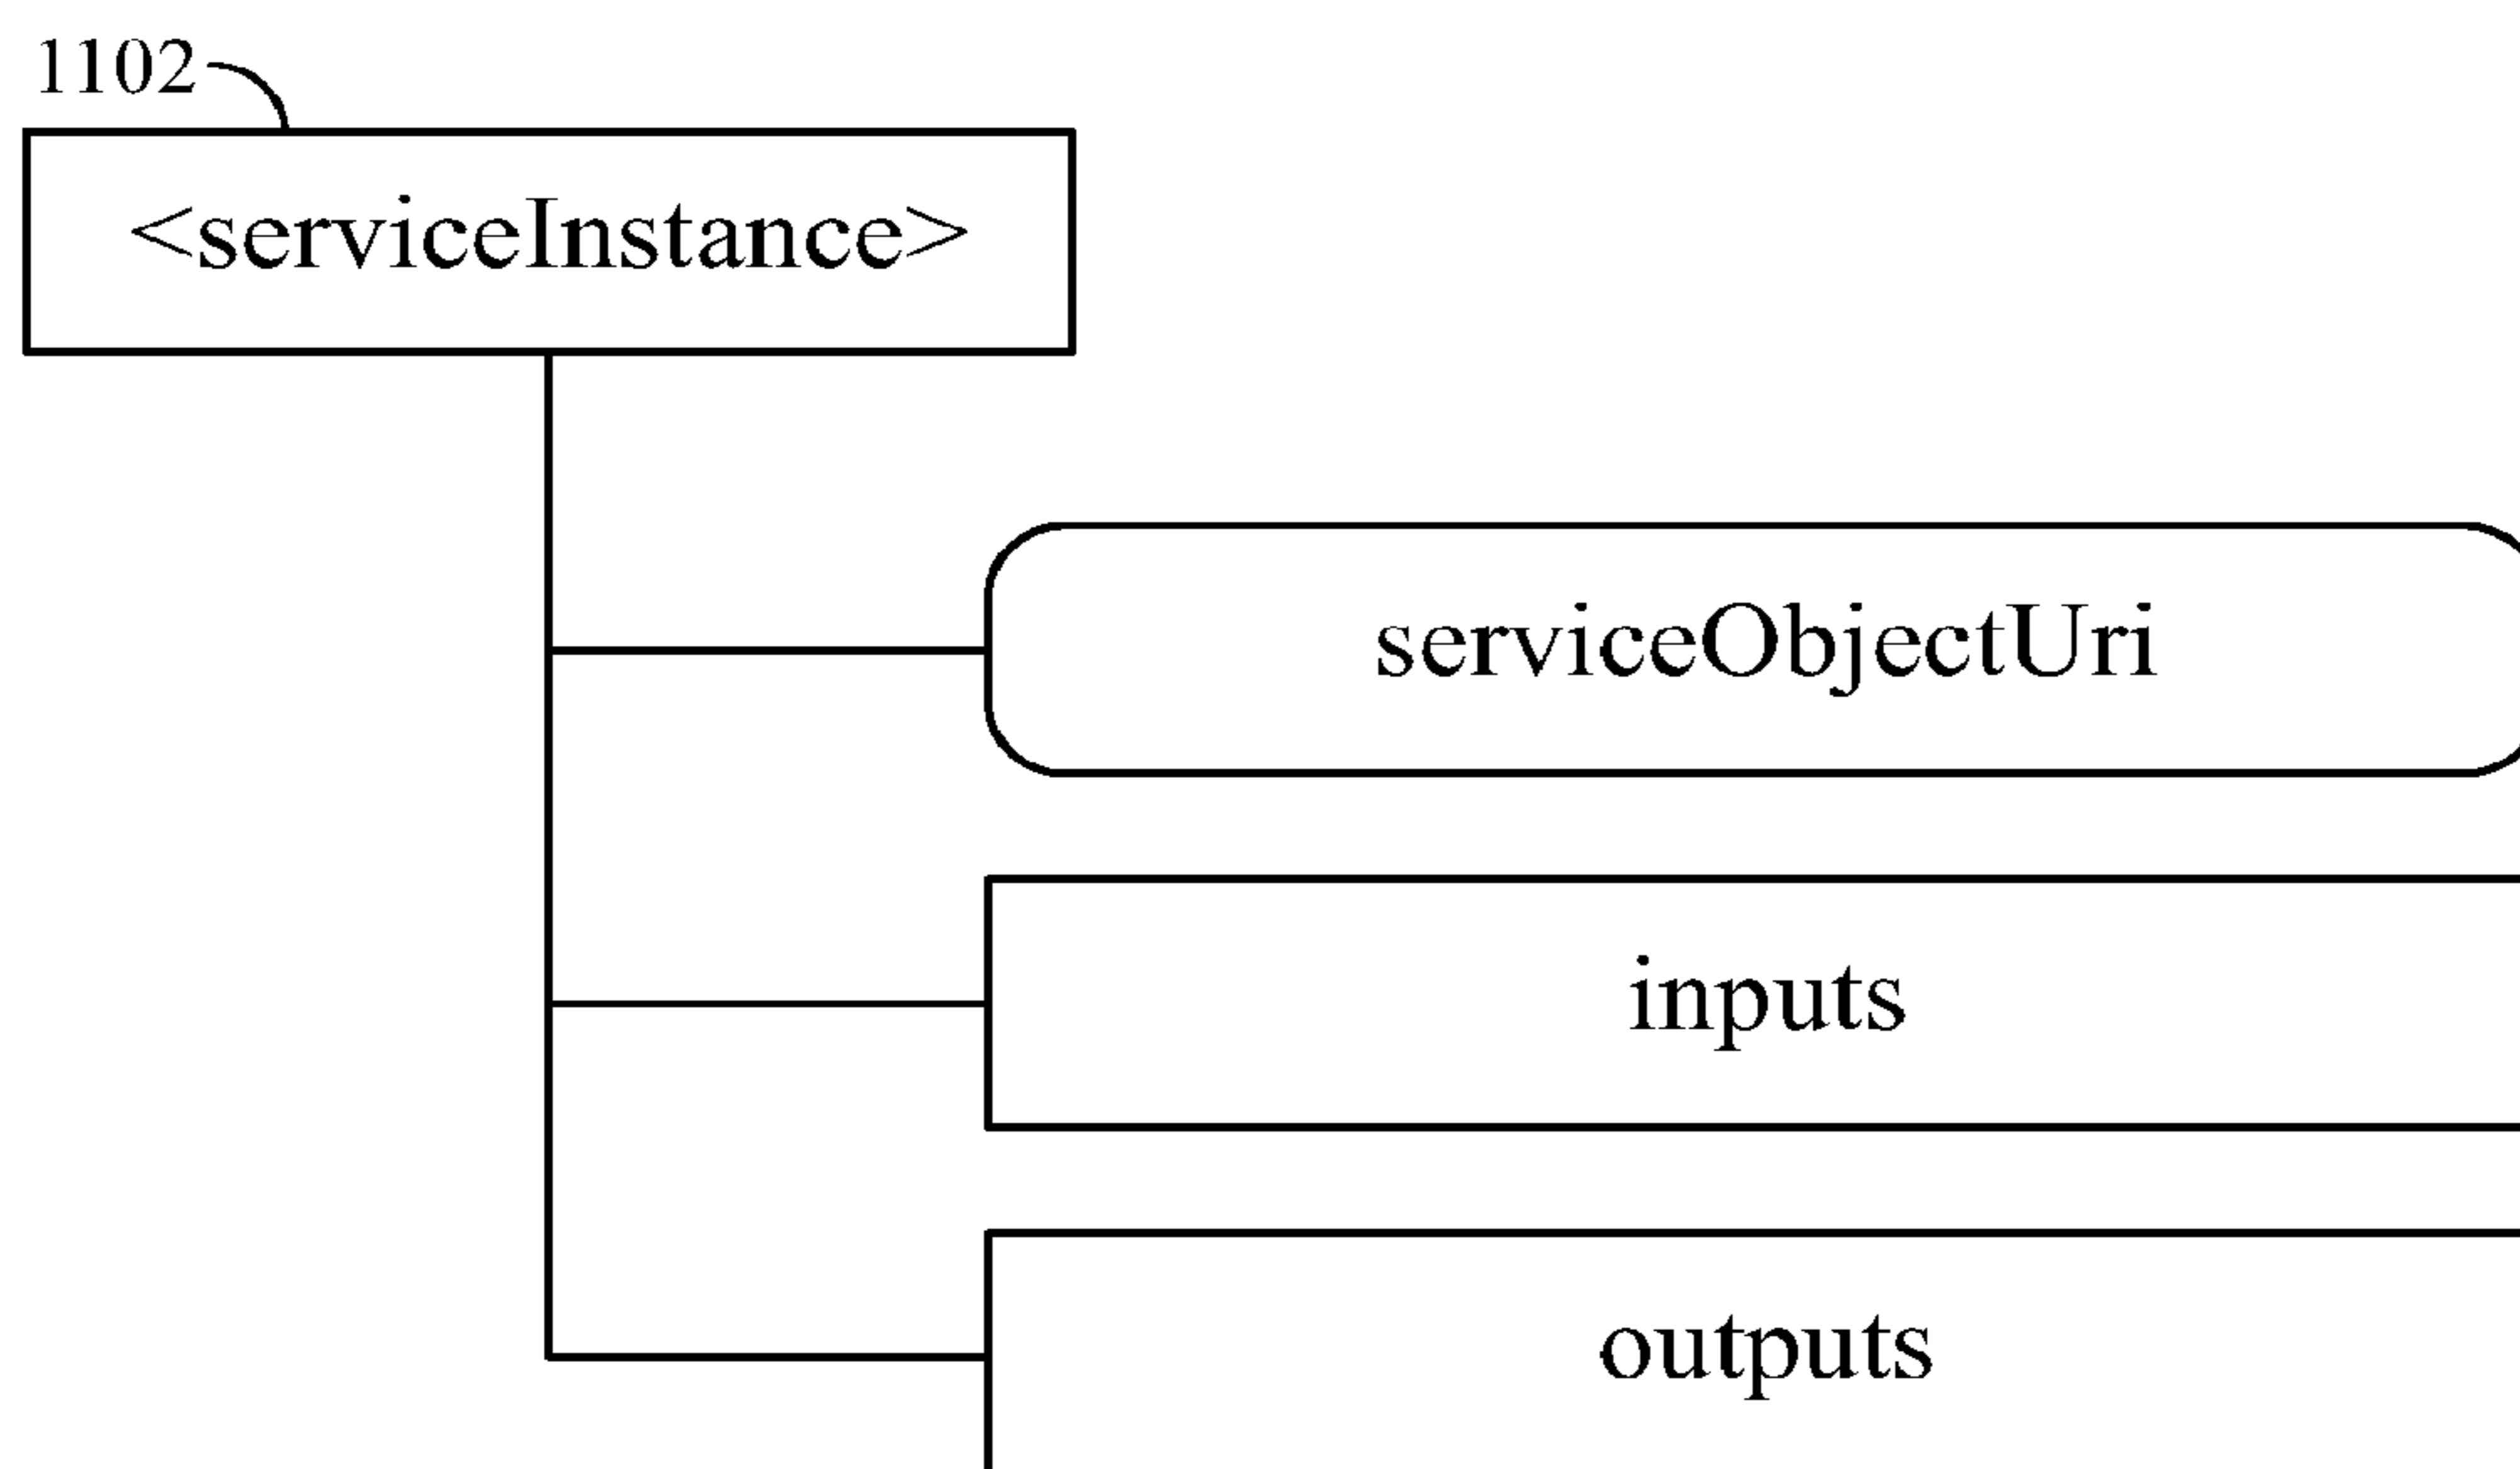 1102
<serviceInstance>
serviceObjectUri
inputs
outputs